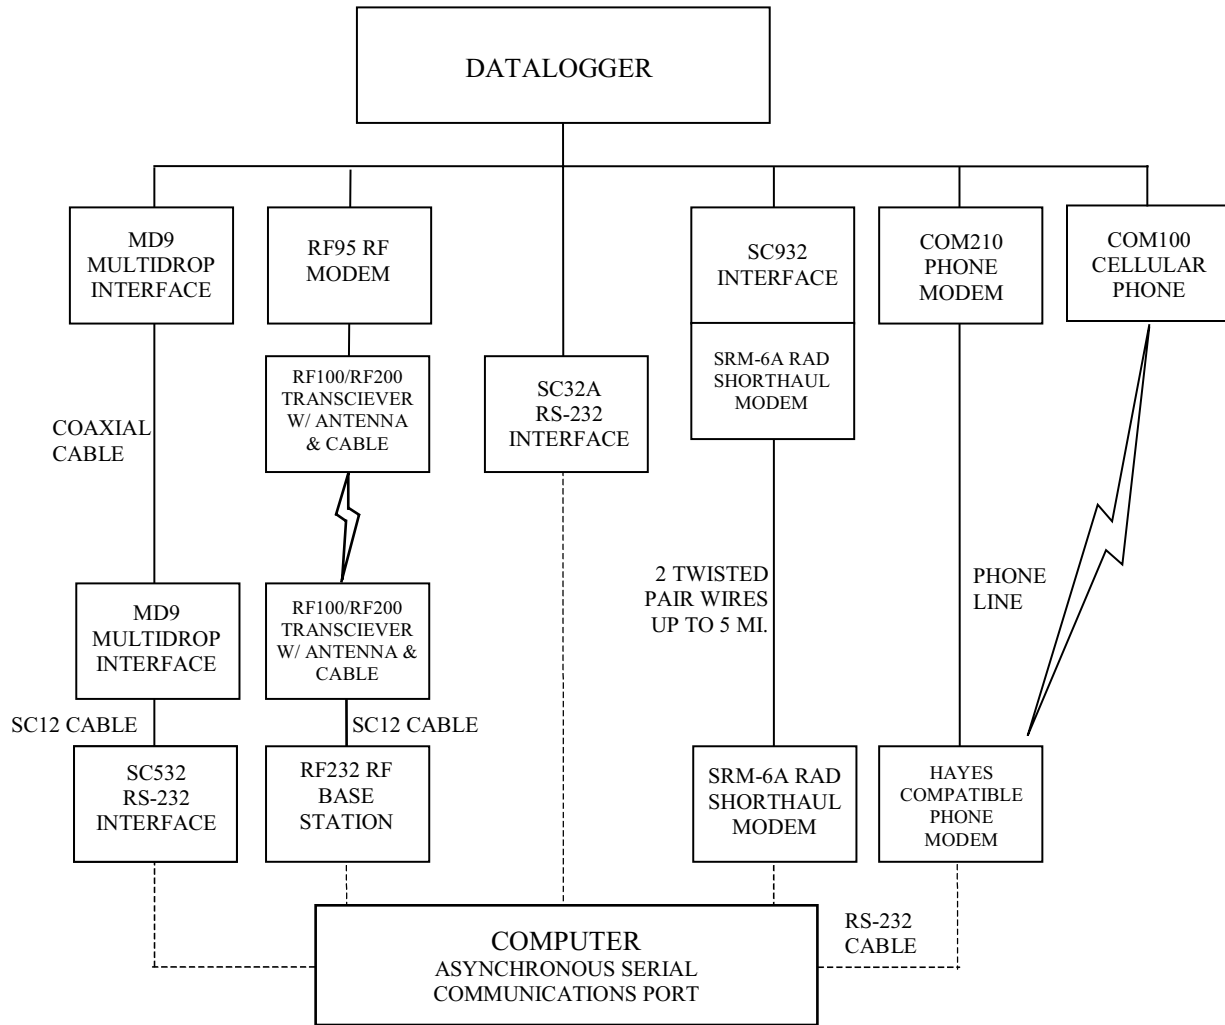 DATALOGGER
MD9
MULTIDROP
INTERFACE
RF95 RF
MODEM
SC932
INTERFACE
COM210
PHONE
MODEM
COM100
CELLULAR
PHONE
RF100/RF200
TRANSCIEVER
W/ ANTENNA
& CABLE
SC32A
RS-232
INTERFACE
SRM-6A RAD
SHORTHAUL
MODEM
COAXIAL
CABLE
2 TWISTED
PAIR WIRES
UP TO 5 MI.
PHONE
LINE
MD9
MULTIDROP
INTERFACE
RF100/RF200
TRANSCIEVER
W/ ANTENNA &
CABLE
SC12 CABLE
SC12 CABLE
SC532
RS-232
INTERFACE
RF232 RF
BASE
STATION
SRM-6A RAD
SHORTHAUL
MODEM
HAYES
COMPATIBLE
PHONE
MODEM
RS-232
CABLE
COMPUTER
ASYNCHRONOUS SERIAL
COMMUNICATIONS PORT